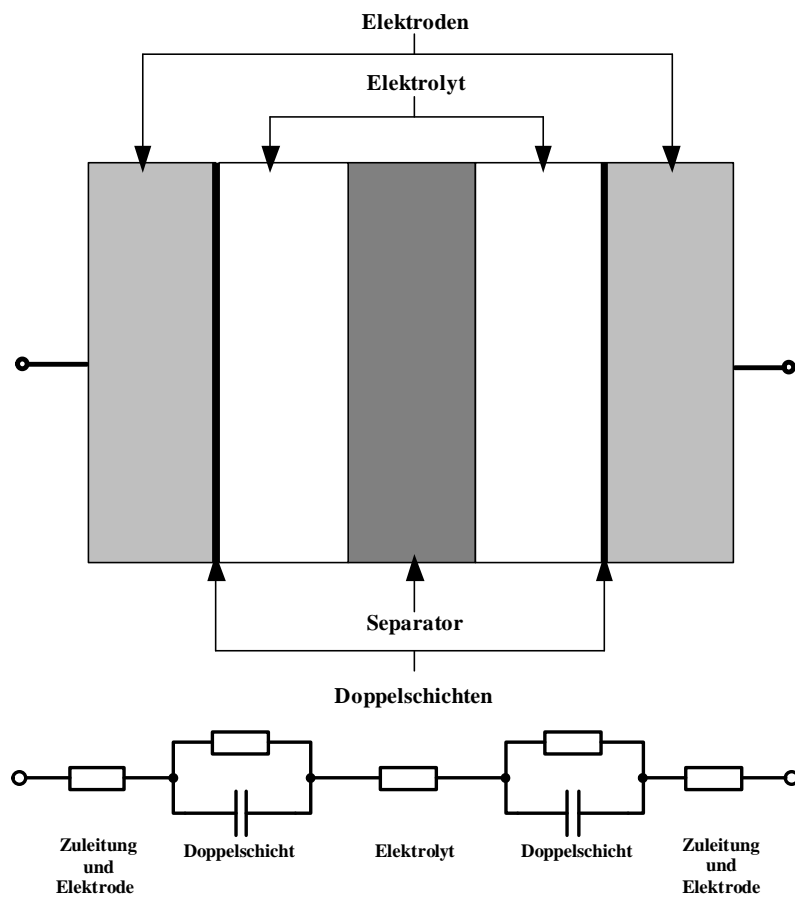 Elektroden
Elektrolyt
Separator
Doppelschichten
Zuleitung
und
Elektrode
Doppelschicht
Elektrolyt
Doppelschicht
Zuleitung
und
Elektrode